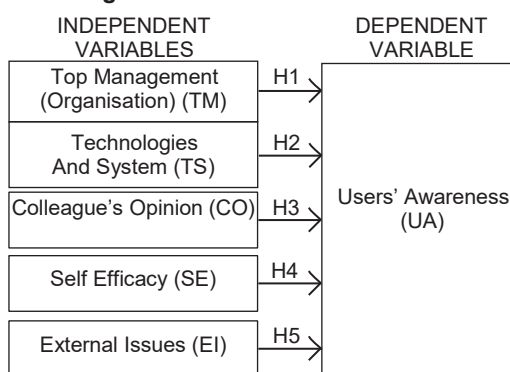 INDEPENDENT
VARIABLES
DEPENDENT
VARIABLE
Top Management
(Organisation) (TM)
H1
Technologies
And System (TS)
H2
Colleague's Opinion (CO)
H3
Self Efficacy (SE)
H4
External Issues (EI)
H5
Users' Awareness
(UA)